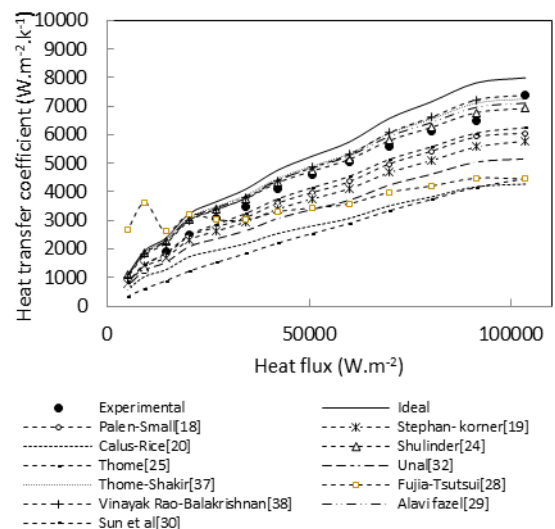 10000
9000
8000
7000
6000
5000
4000
3000
2000
1000
0
Heat transfer coefficient (W.m-2.k-1)
0 50000 100000
Heat flux (W.m-2)
Experimental Ideal
Palen-Small[18] Stephan- korner[19]
Calus-Rice[20] Shulinder[24]
Thome[25] Unal[32]
Thome-Shakir[37] Fujia-Tsutsui[28]
Vinayak Rao-Balakrishnan[38] Alavi fazel[29]
Sun et al[30]